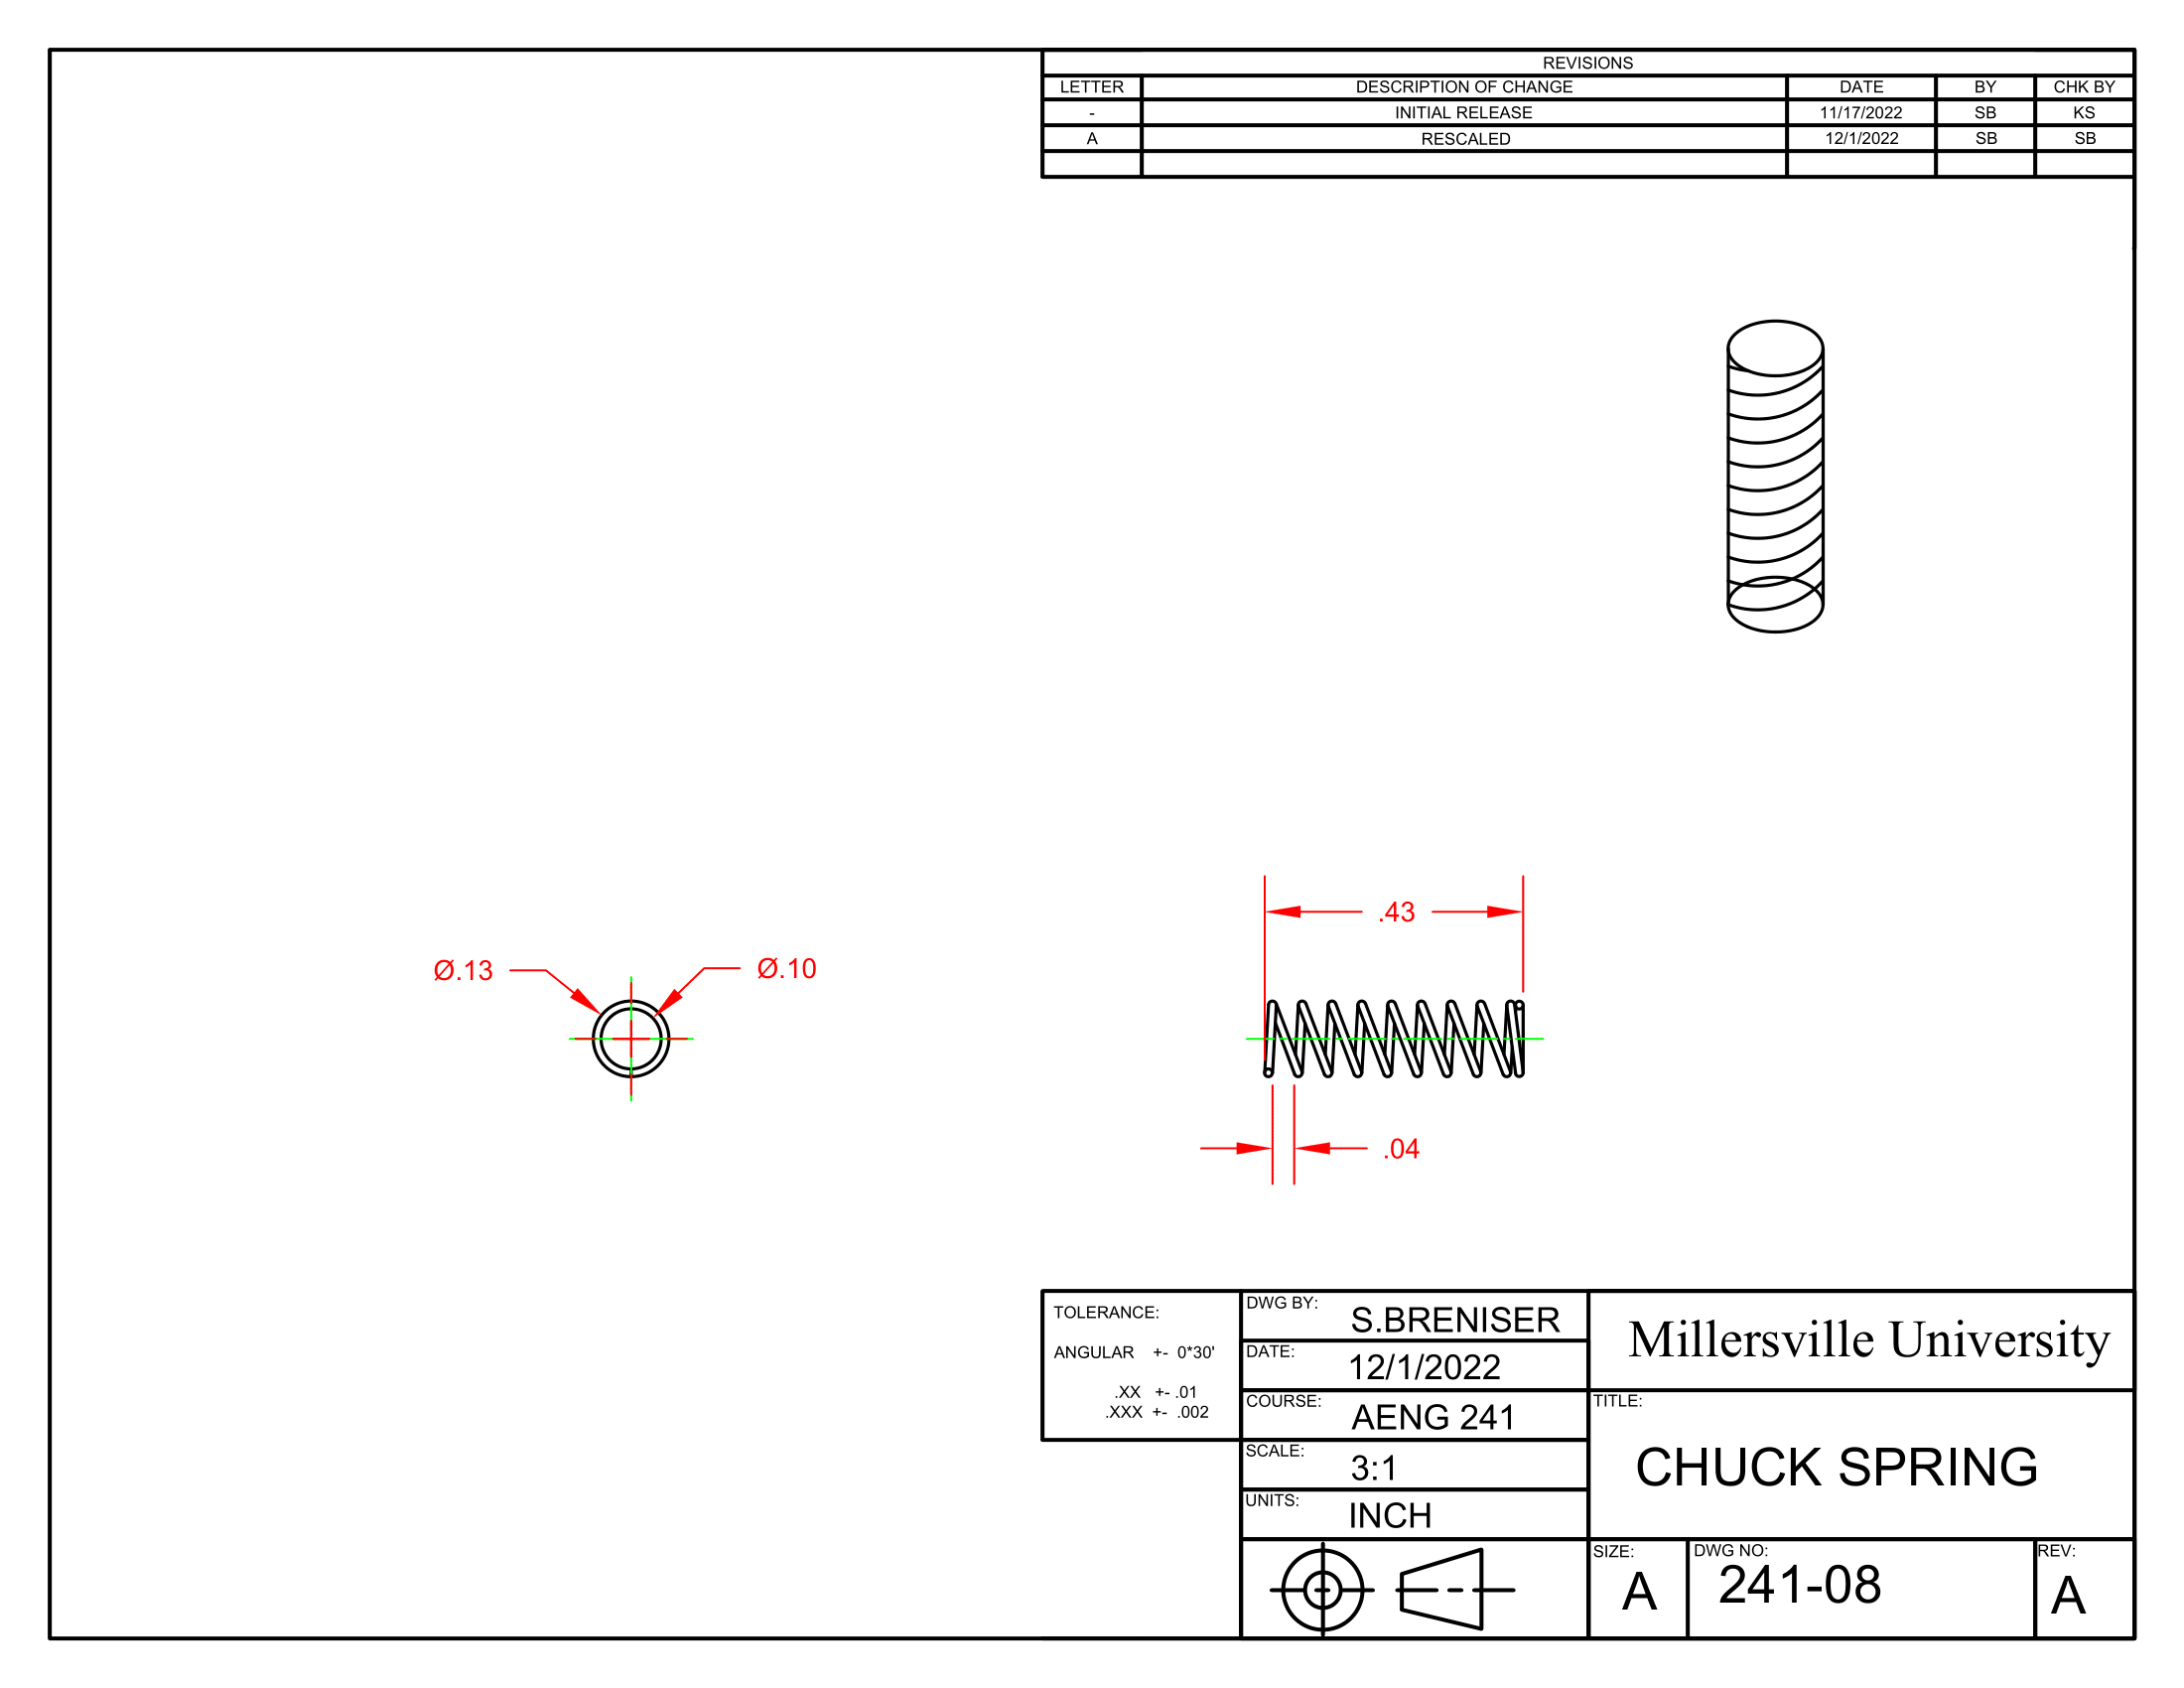 REVISIONS
LETTER DESCRIPTION OF CHANGE DATE BY CHK BY
- INITIAL RELEASE 11/17/2022 SB KS
A RESCALED 12/1/2022 SB SB
.43
Ø.13 Ø.10
.04
TOLERANCE:
ANGULAR +- 0*30'
.XX +- .01
.XXX +- .002
DWG BY: S.BRENISER
DATE: 12/1/2022
COURSE: AENG 241
SCALE: 3:1
UNITS: INCH
Millersville University
TITLE:
CHUCK SPRING
SIZE: A
DWG NO: 241-08
REV: A